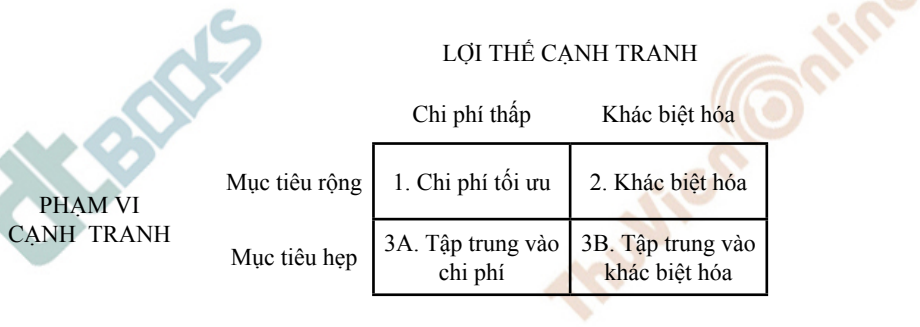 LỢI THẾ CẠNH TRANH
Chi phí thấp Khác biệt hóa
Mục tiêu rộng 1. Chi phí tối ưu 2. Khác biệt hóa
PHẠM VI
CẠNH TRANH
Mục tiêu hẹp 3A. Tập trung vào
chi phí
3B. Tập trung vào
khác biệt hóa
dtBOOKS
ThuVienOnline